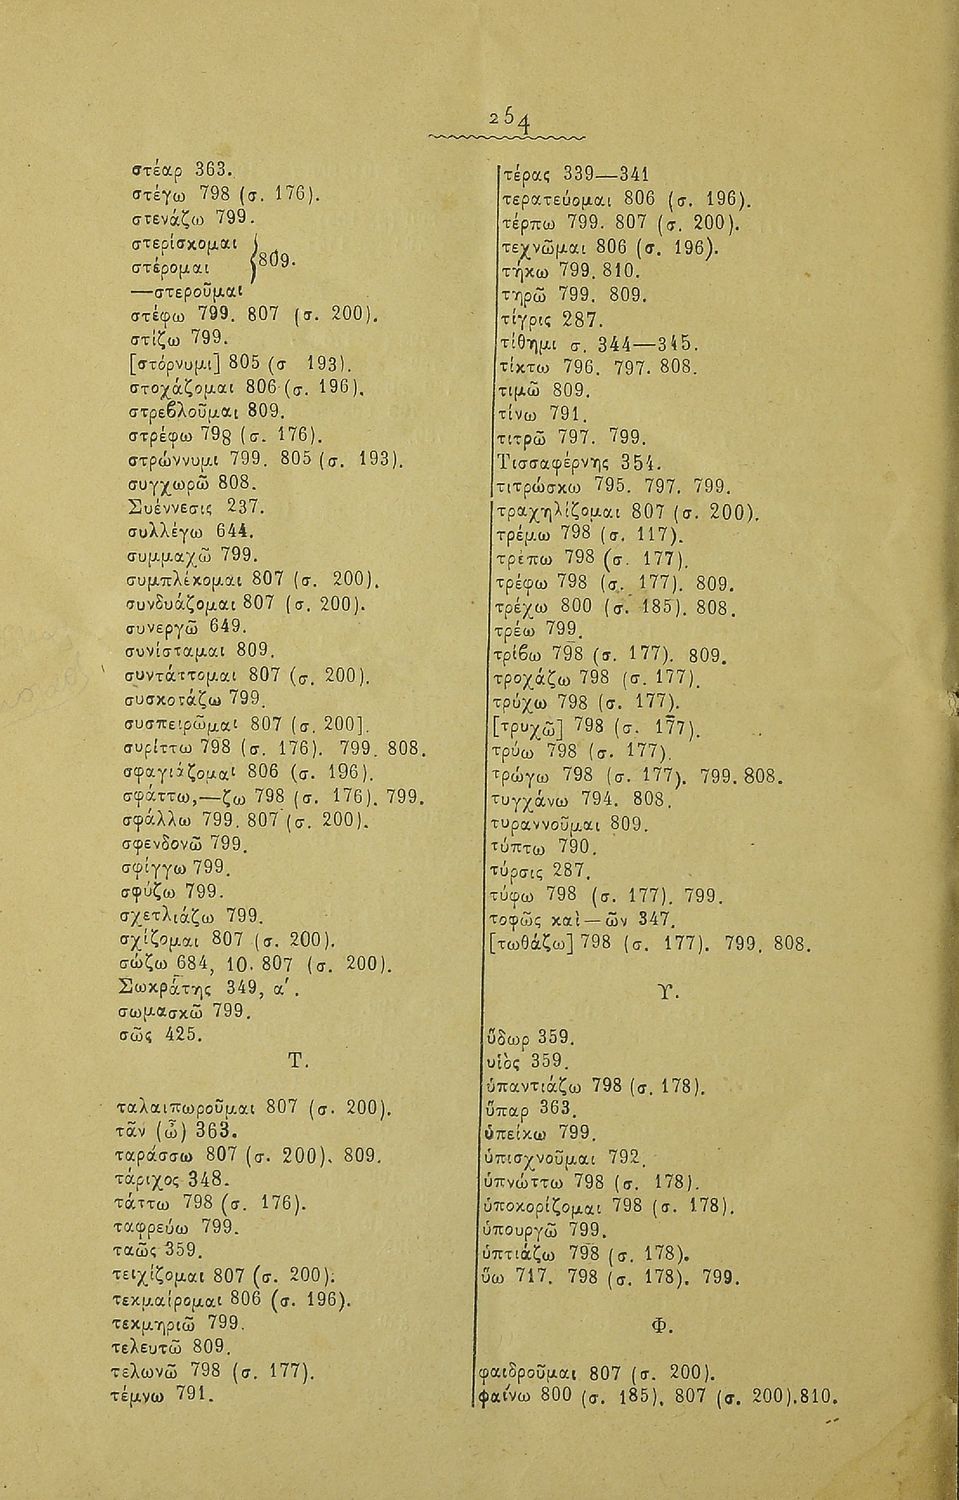 264
στέαρ 363.
στέγω 798 (σ. 176).
στενάζω 799.
στερίσκομαι
στέρομαι } 809.
—στεροῦμαι
στέφω 799. 807 (σ. 200).
στίζω 799.
[στόρνυμι] 805 (σ 193).
στοχάζομαι 806 (σ. 196).
στρεβλοῦμαι 809.
στρέφω 798 (σ. 176).
στρώννυμι 799. 805 (σ. 193).
συγχωρῶ 808.
Συέννεσις 237.
συλλέγω 644.
συμμαχῶ 799.
συμπλέκομαι 807 (σ. 200).
συνδυάζομαι 807 (σ. 200).
συνεργῶ 649.
συνίσταμαι 809.
συντάττομαι 807 (σ. 200).
συσκοτάζω 799.
συσπειρῶμαι 807 (σ. 200].
συρίττω 798 (σ. 176). 799. 808.
σφαγιάζομαι 806 (σ. 196).
σφάττω,—ζω 798 (σ. 176). 799.
σφάλλω 799. 807 (σ. 200).
σφενδονῶ 799.
σφίγγω 799.
σφύζω 799.
σχετλιάζω 799.
σχίζομαι 807 (σ. 200).
σώζω 684, 10. 807 (σ. 200).
Σωκράτης 349, α'.
σωμασκῶ 799.
σῶς 425.
Τ.
ταλαιπωροῦμαι 807 (σ. 200).
τᾶν (ὦ) 363.
ταράσσω 807 (σ. 200). 809.
τάριχος 348.
τάττω 798 (σ. 176).
ταφρεύω 799.
ταῶς 359.
τειχίζομαι 807 (σ. 200).
τεκμαίρομαι 806 (σ. 196).
τεκμηριῶ 799.
τελευτῶ 809.
τελωνῶ 798 (σ. 177).
τέμνω 791.
τέρας 339—341
τερατεύομαι 806 (σ. 196).
τέρπω 799. 807 (σ. 200).
τεχνῶμαι 806 (σ. 196).
τήκω 799. 810.
τηρῶ 799. 809.
τίγρις 287.
τίθημι σ. 344—345.
τίκτω 796. 797. 808.
τιμῶ 809.
τίνω 791.
τιτρῶ 797. 799.
Τισσαφέρνης 354.
τιτρώσκω 795. 797. 799.
τραχηλίζομαι 807 (σ. 200).
τρέμω 798 (σ. 117).
τρέπω 798 (σ. 177).
τρέφω 798 (σ. 177). 809.
τρέχω 800 (σ. 185). 808.
τρέω 799.
τρίβω 798 (σ. 177). 809.
τροχάζω 798 (σ. 177).
τρύχω 798 (σ. 177).
[τρυχῶ] 798 (σ. 177).
τρύω 798 (σ. 177).
τρώγω 798 (σ. 177). 799. 808.
τυγχάνω 794. 808.
τυραννοῦμαι 809.
τύπτω 790.
τύρσις 287.
τύφω 798 (σ. 177). 799.
τοφῶς καὶ—ῶν 347.
[τωθάζω] 798 (σ. 177). 799. 808.
Υ.
ὕδωρ 359.
υἱὸς 359.
ὑπαντιάζω 798 (σ. 178).
ὕπαρ 363.
ὑπείκω 799.
ὑπισχνοῦμαι 792.
ὑπνώττω 798 (σ. 178).
ὑποκορίζομαι 798 (σ. 178).
ὑπουργῶ 799.
ὑπτιάζω 798 (σ. 178).
ὕω 717. 798 (σ. 178). 799.
Φ.
φαιδροῦμαι 807 (σ. 200).
φαίνω 800 (σ. 185). 807 (σ. 200). 810.